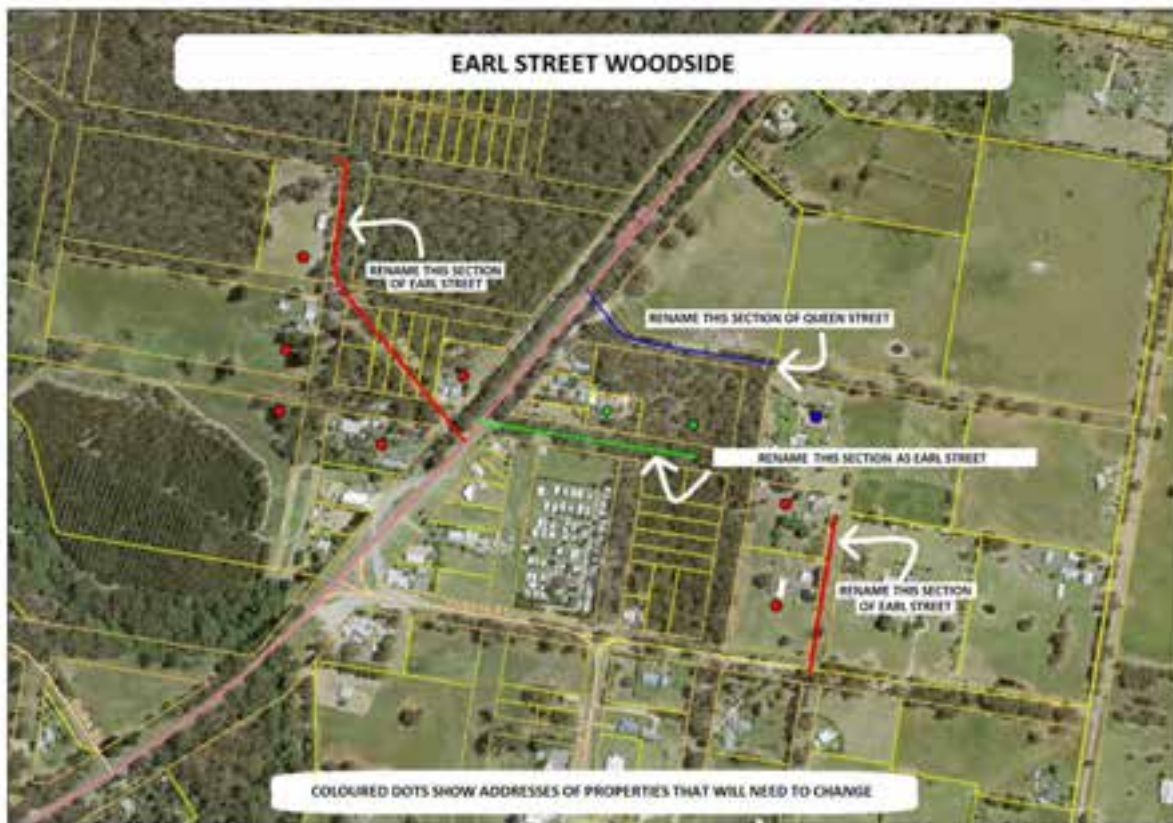 EARL STREET WOODSIDE
RENAME THIS SECTION
OF EARL STREET
RENAME THIS SECTION OF QUEEN STREET
RENAME THIS SECTION AS EARL STREET
RENAME THIS SECTION
OF EARL STREET
COLOURED DOTS SHOW ADDRESSES OF PROPERTIES THAT WILL NEED TO CHANGE